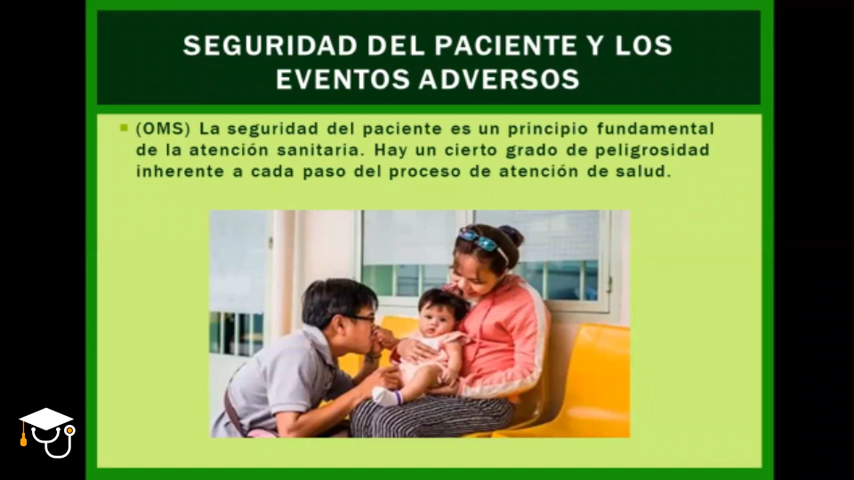 SEGURIDAD DEL PACIENTE Y LOS
EVENTOS ADVERSOS
(OMS) La seguridad del paciente es un principio fundamental
de la atención sanitaria. Hay un cierto grado de peligrosidad
inherente a cada paso del proceso de atención de salud.